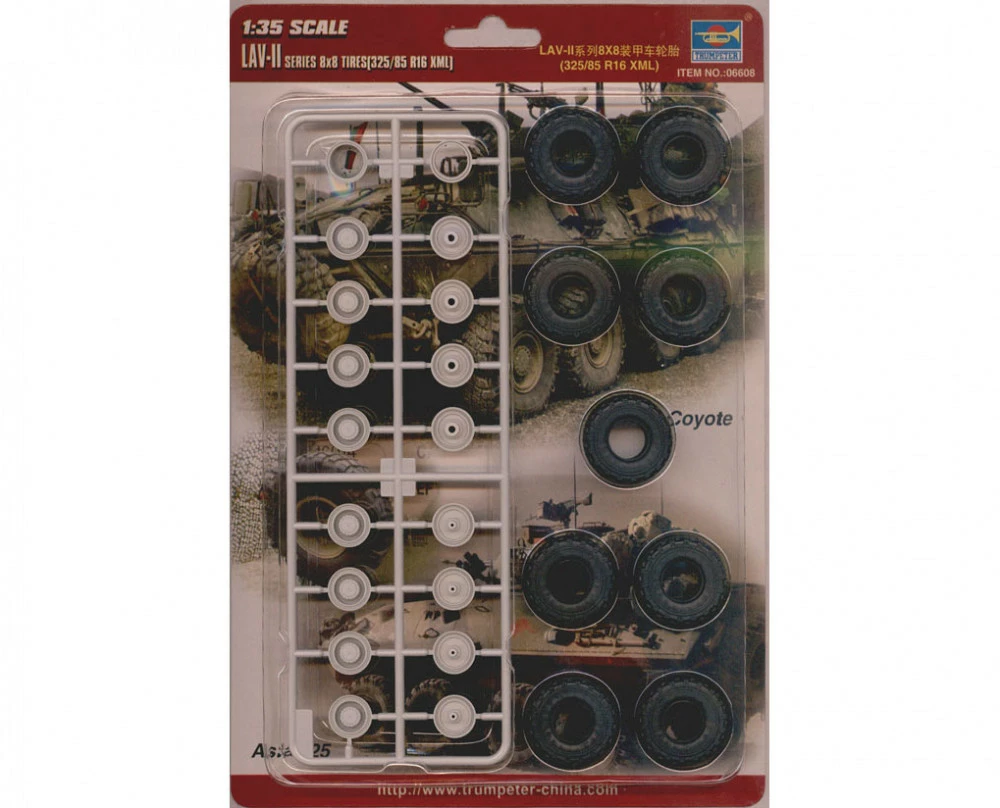 1:35 SCALE
LAV-II SERIES 8x8 TIRES(325/85 R16 XML)
LAV-II系列8X8装甲车轮胎
(325/85 R16 XML)
TRUMPETER
ITEM NO.:06608
Coyote
25
http://www.trumpeter-china.com